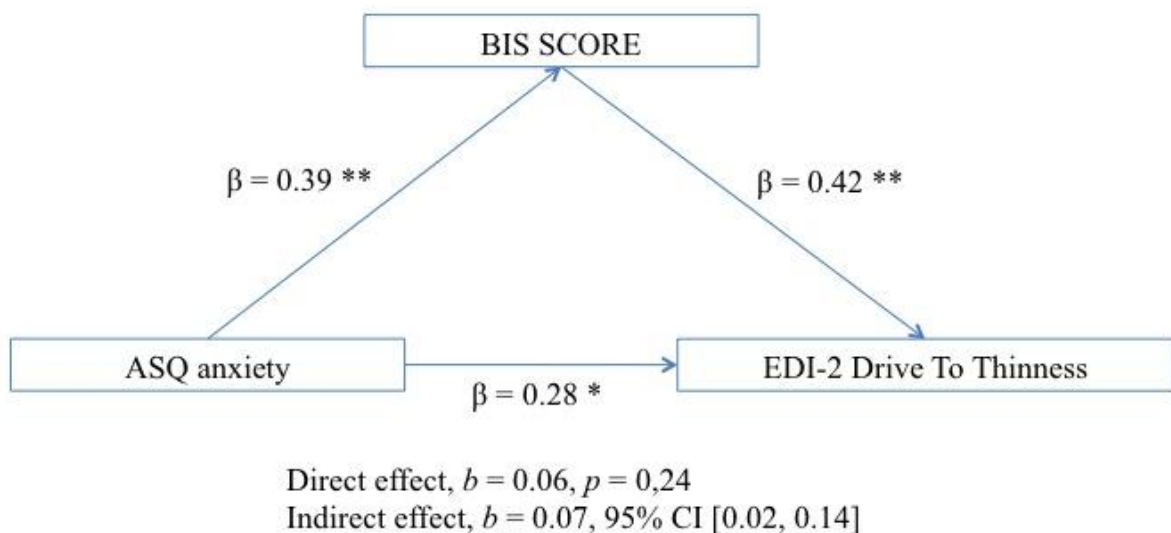 BIS SCORE
β = 0.39 **
β = 0.42 **
ASQ anxiety
EDI-2 Drive To Thinness
β = 0.28 *
Direct effect, b = 0.06, p = 0,24
Indirect effect, b = 0.07, 95% CI [0.02, 0.14]